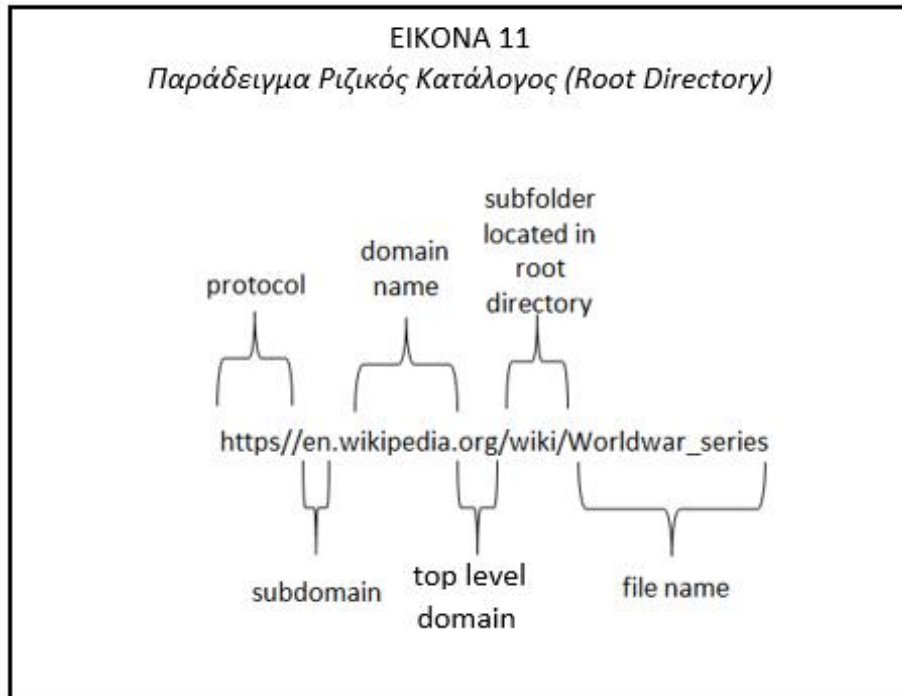 ΕΙΚΟΝΑ 11
Παράδειγμα Ριζικός Κατάλογος (Root Directory)
protocol
domain
name
subfolder
located in
root
directory
https//en.wikipedia.org/wiki/Worldwar_series
subdomain
top level
domain
file name